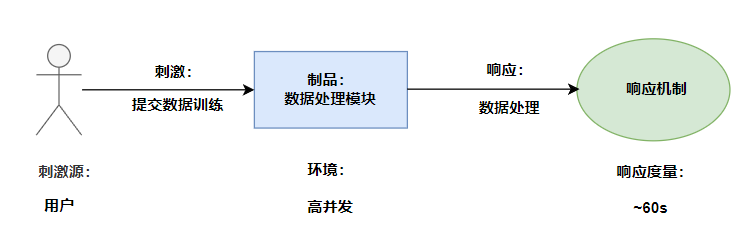 刺激：
提交数据训练
制品：
数据处理模块
响应：
数据处理
响应机制
刺激源：
用户
环境：
高并发
响应度量：
~60s